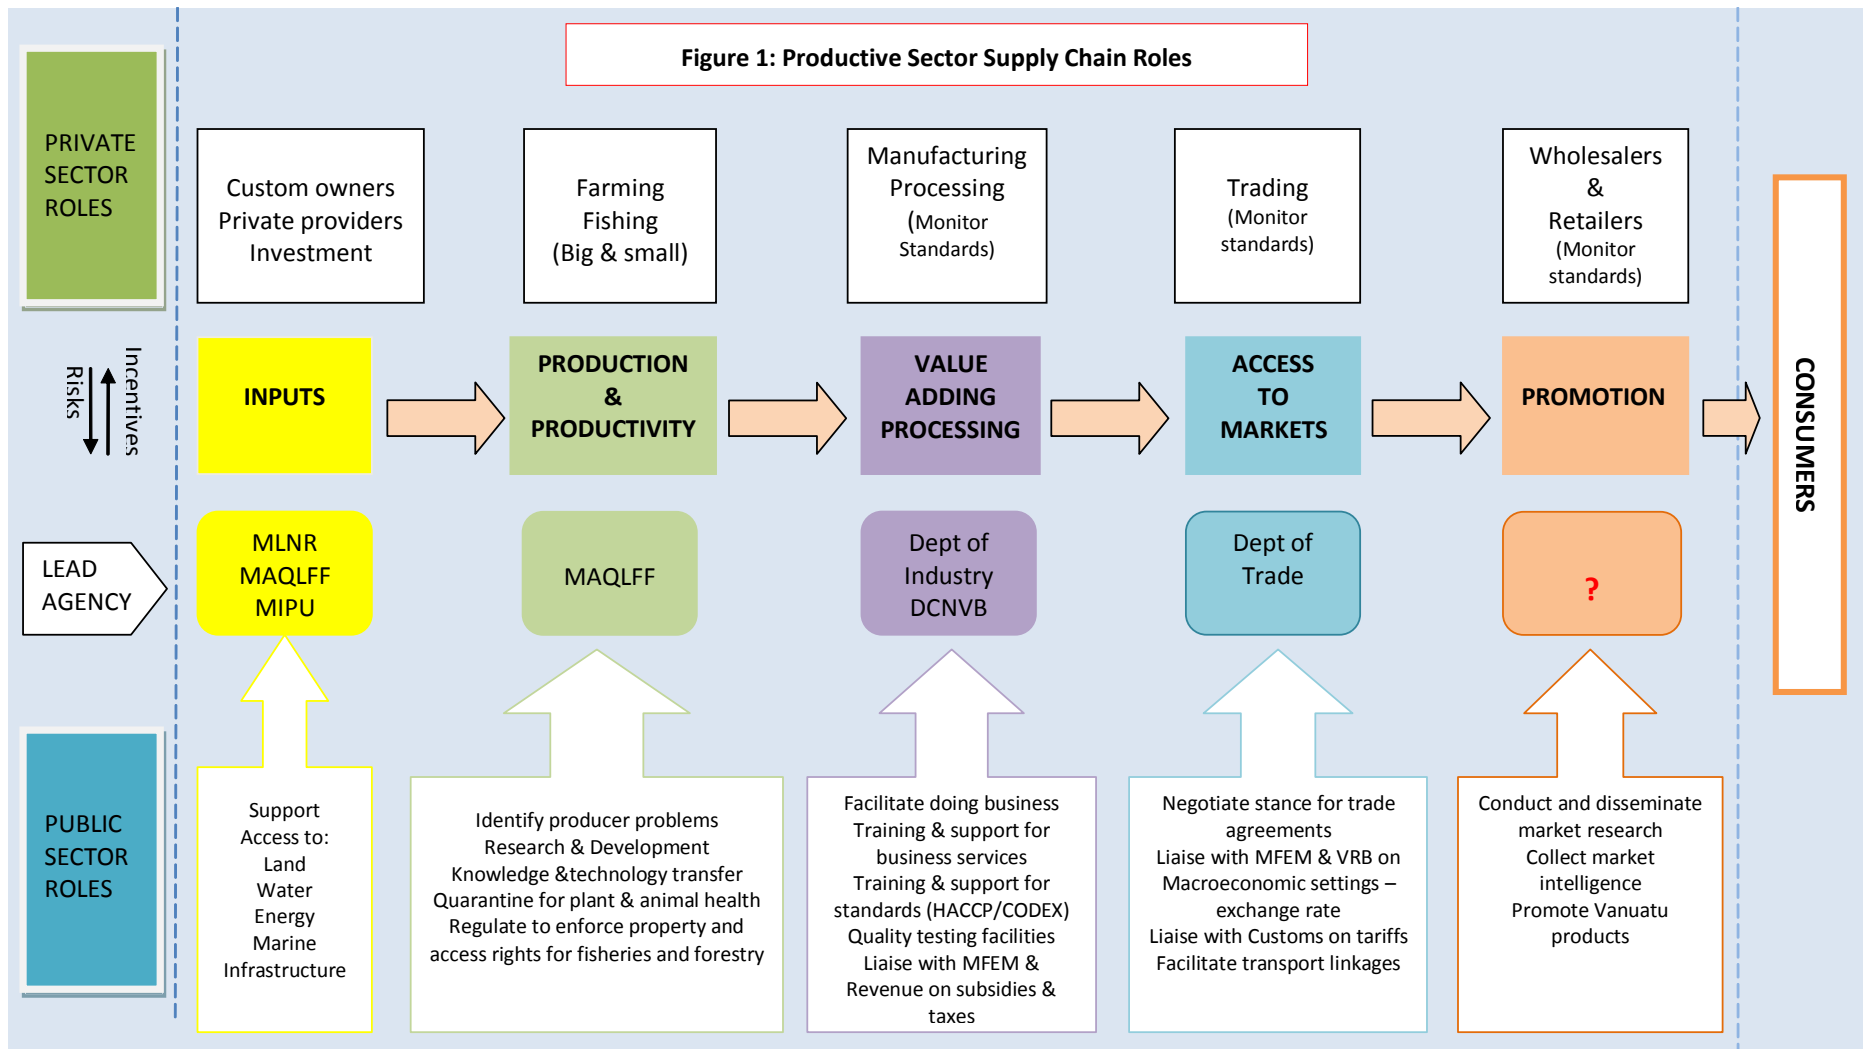 Figure 1: Productive Sector Supply Chain Roles
PRIVATE
SECTOR
ROLES
Custom owners
Private providers
Investment
Farming
Fishing
(Big & small)
Manufacturing
Processing
(Monitor
Standards)
Trading
(Monitor
standards)
Wholesalers
&
Retailers
(Monitor
standards)
Incentives
Risks
INPUTS
PRODUCTION
&
PRODUCTIVITY
VALUE
ADDING
PROCESSING
ACCESS
TO
MARKETS
PROMOTION
CONSUMERS
LEAD
AGENCY
MLNR
MAQLFF
MIPU
MAQLFF
Dept of
Industry
DCNVB
Dept of
Trade
?
PUBLIC
SECTOR
ROLES
Support
Access to:
Land
Water
Energy
Marine
Infrastructure
Identify producer problems
Research & Development
Knowledge &technology transfer
Quarantine for plant & animal health
Regulate to enforce property and
access rights for fisheries and forestry
Facilitate doing business
Training & support for
business services
Training & support for
standards (HACCP/CODEX)
Quality testing facilities
Liaise with MFEM &
Revenue on subsidies &
taxes
Negotiate stance for trade
agreements
Liaise with MFEM & VRB on
Macroeconomic settings –
exchange rate
Liaise with Customs on tariffs
Facilitate transport linkages
Conduct and disseminate
market research
Collect market
intelligence
Promote Vanuatu
products